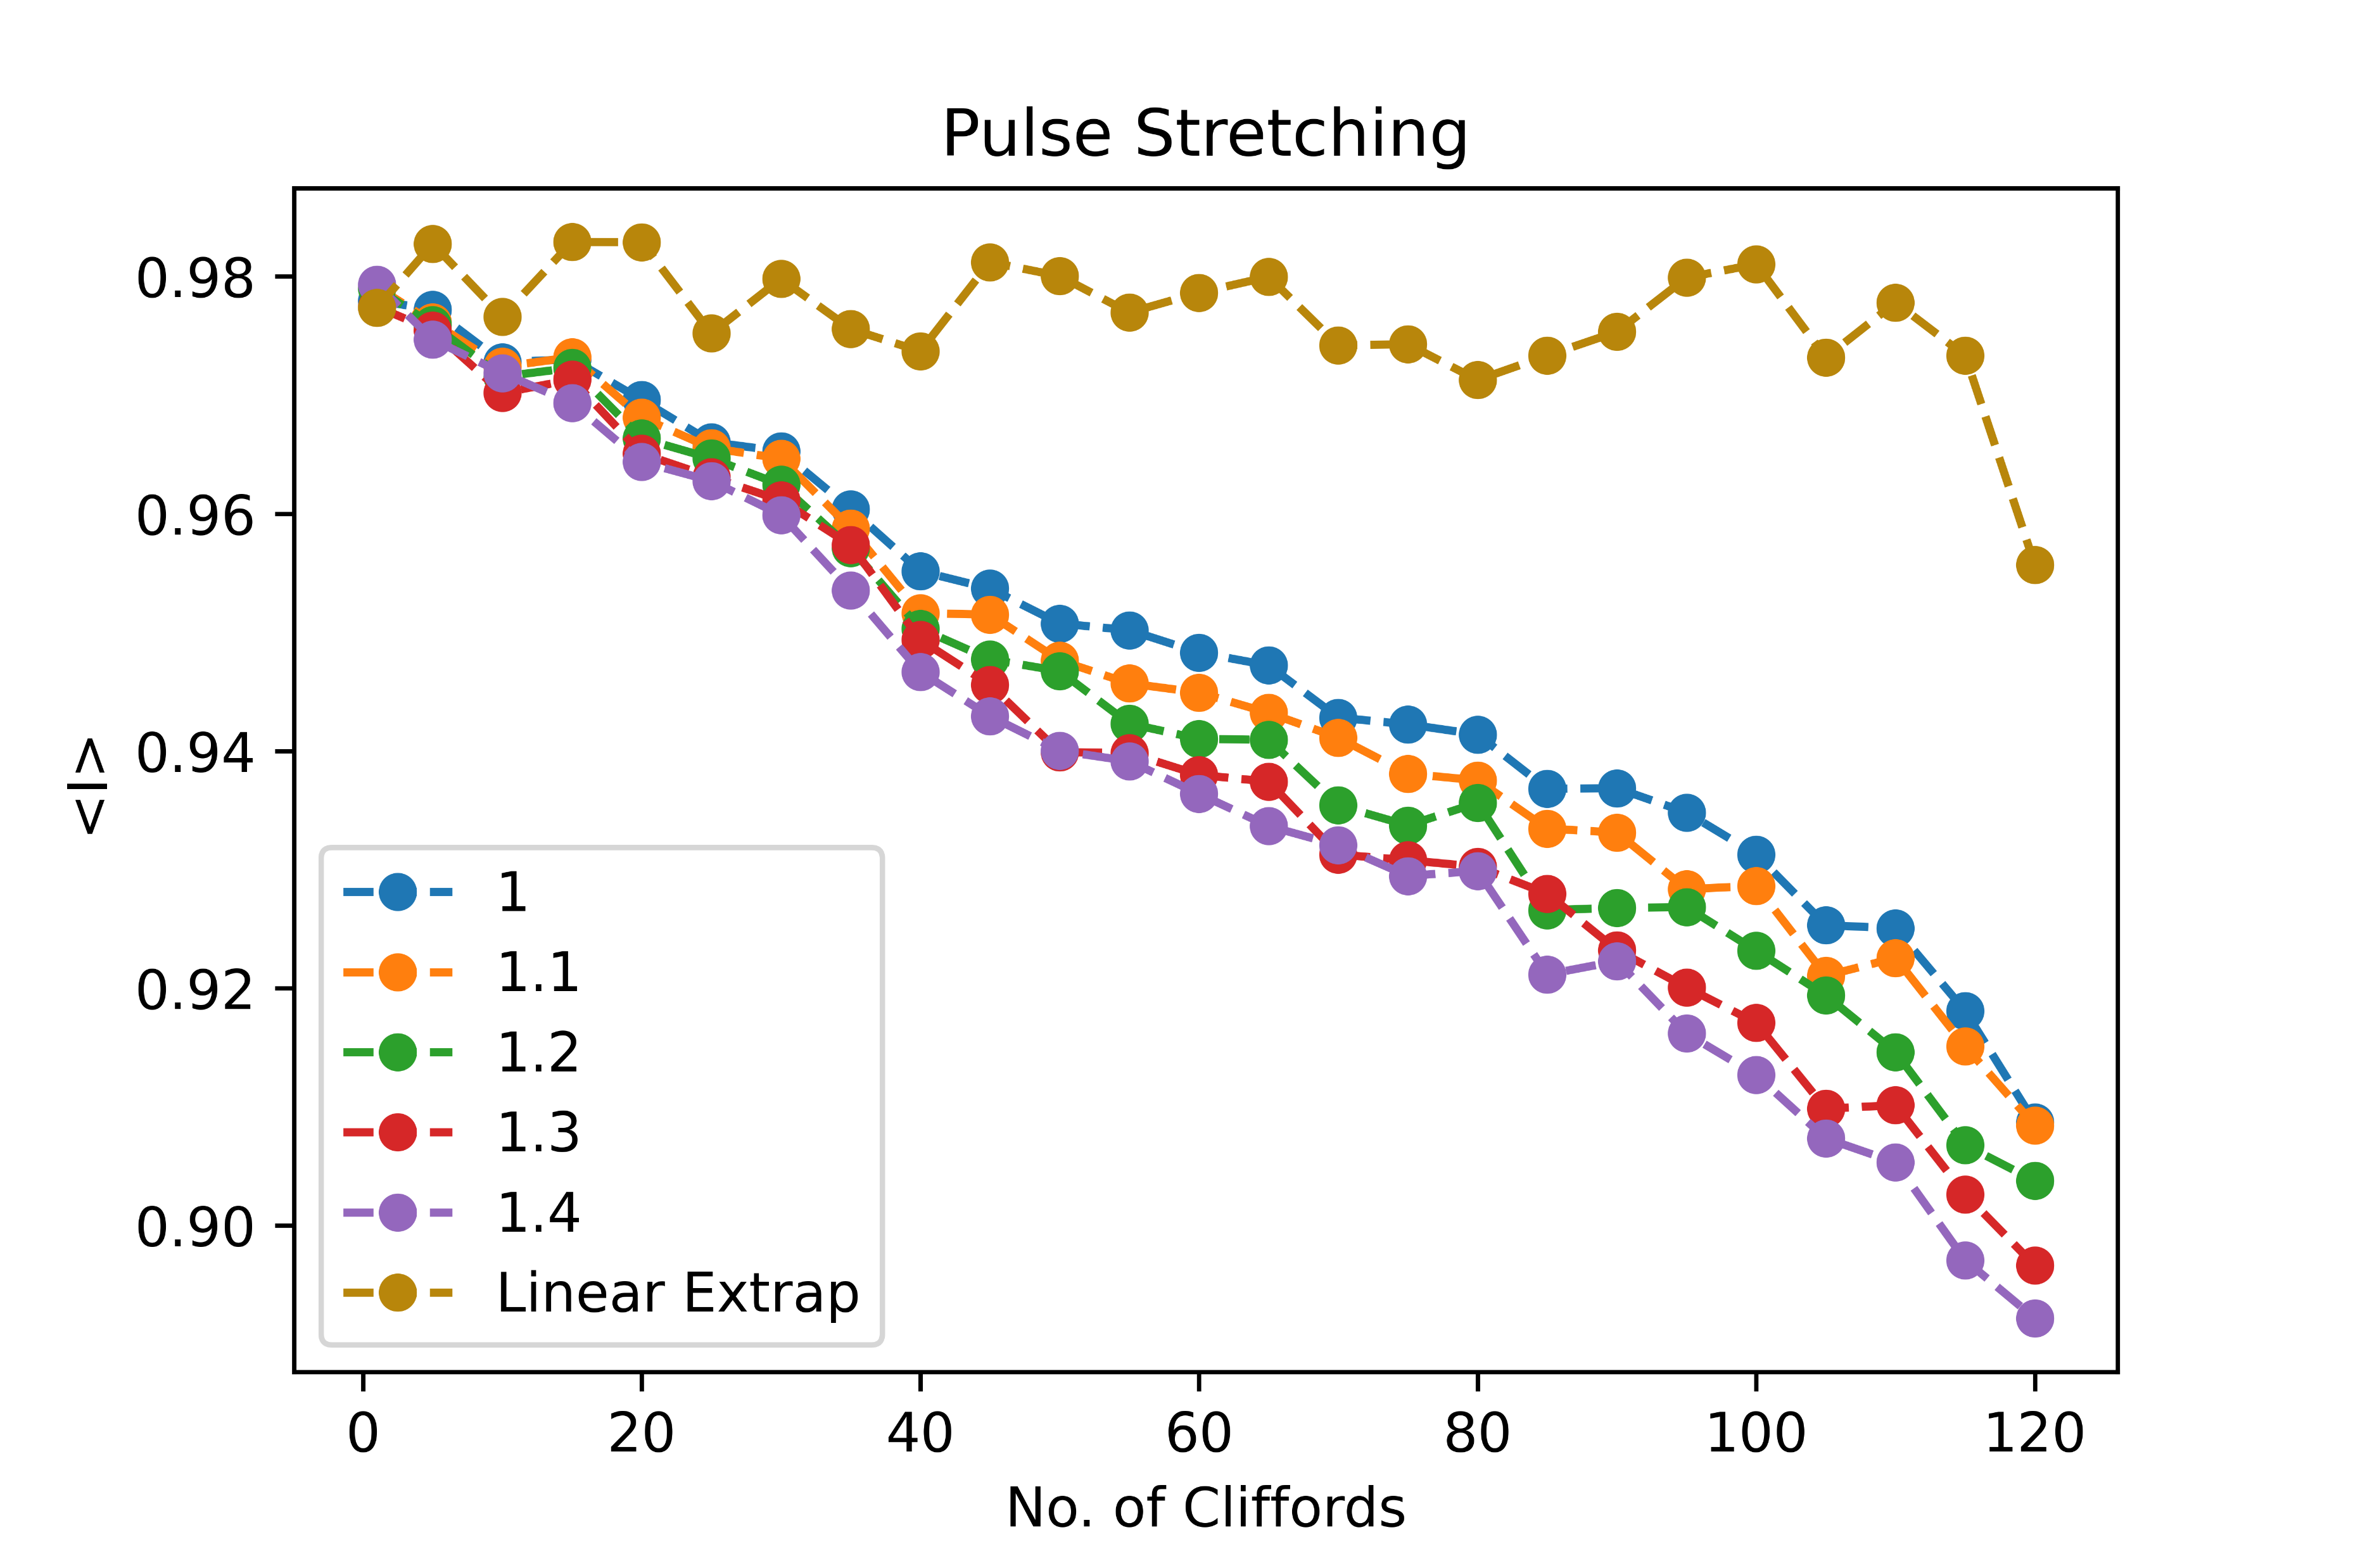 Pulse Stretching
0.98
0.96
0.94
0.92
0.90
<I>
1
1.1
1.2
1.3
1.4
Linear Extrap
0 20 40 60 80 100 120
No. of Cliffords